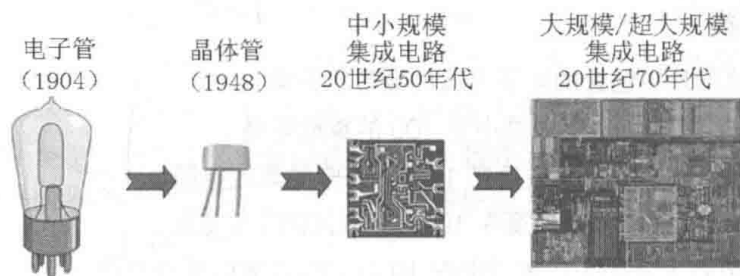 电子管
（1904）
晶体管
（1948）
中小规模
集成电路
20世纪50年代
大规模/超大规模
集成电路
20世纪70年代